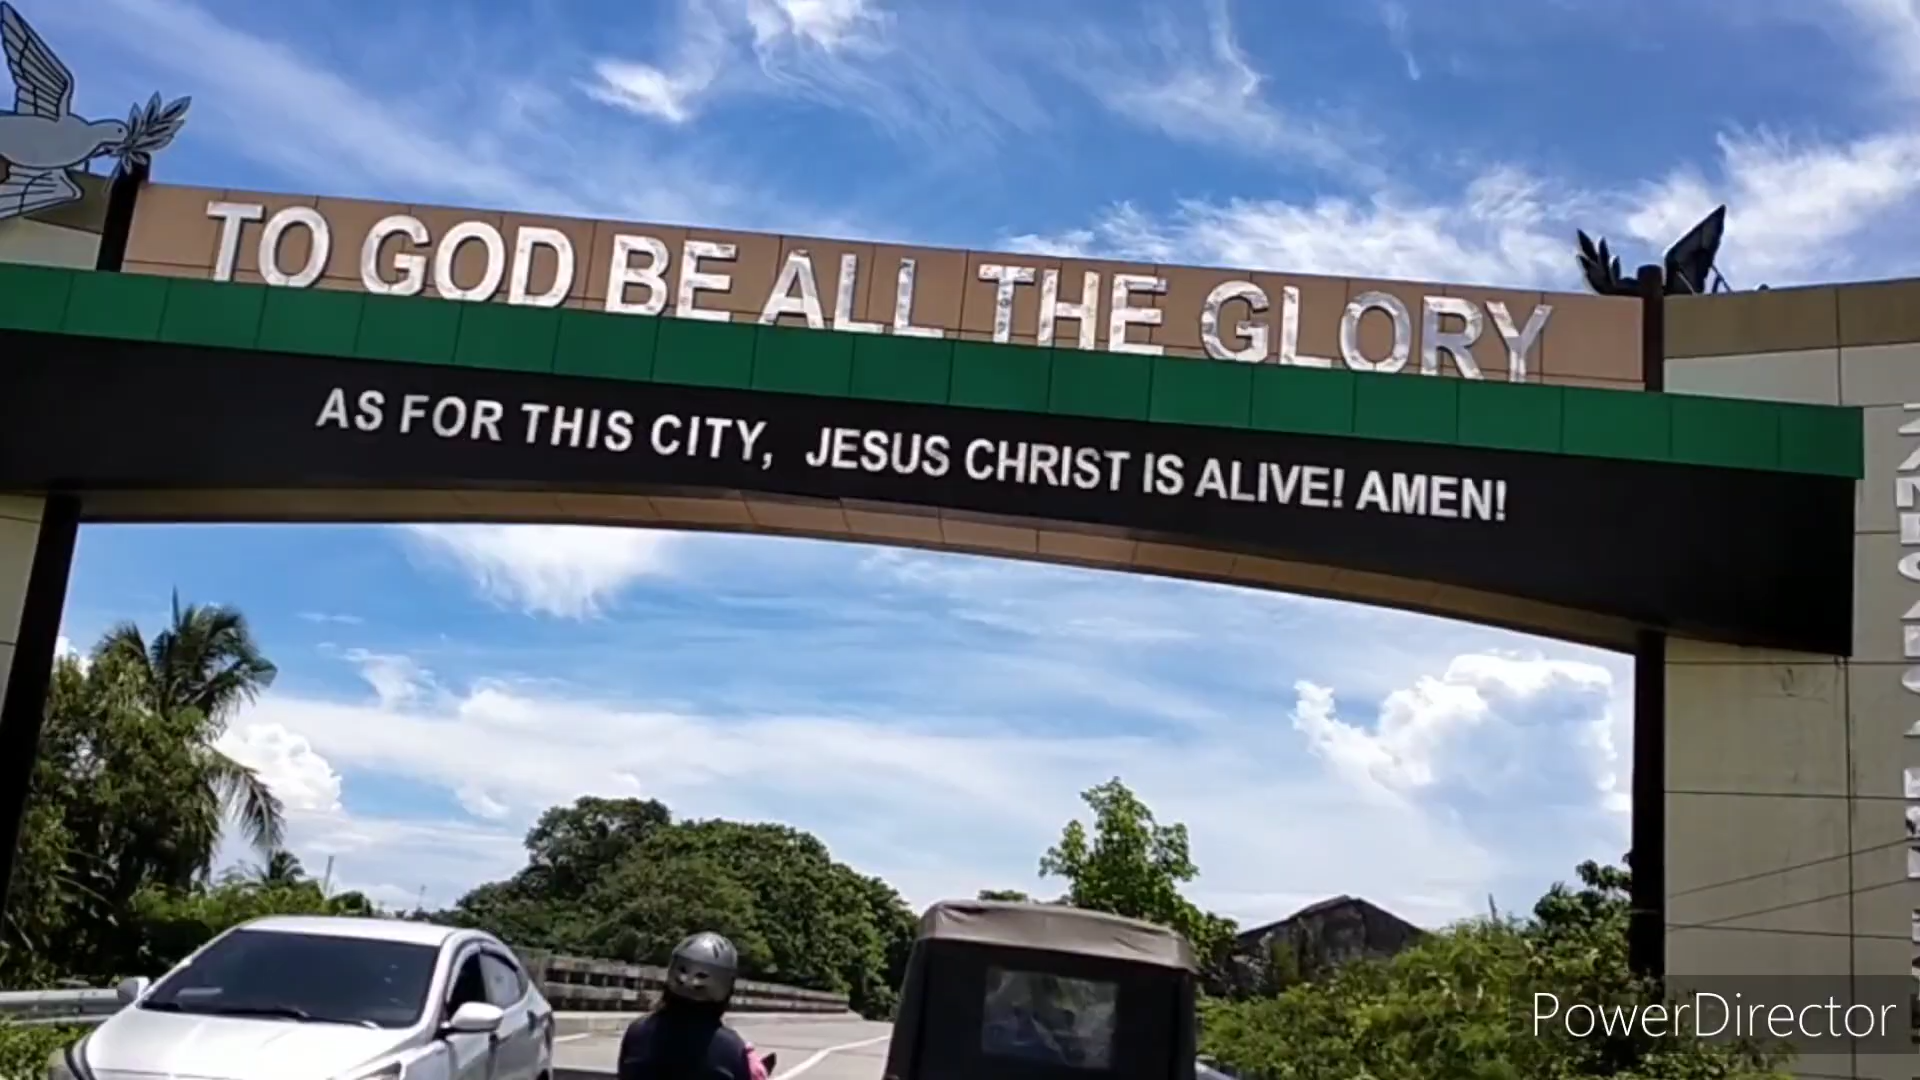 TO GOD BE ALL THE GLORY
AS FOR THIS CITY, JESUS CHRIST IS ALIVE! AMEN!
PowerDirector